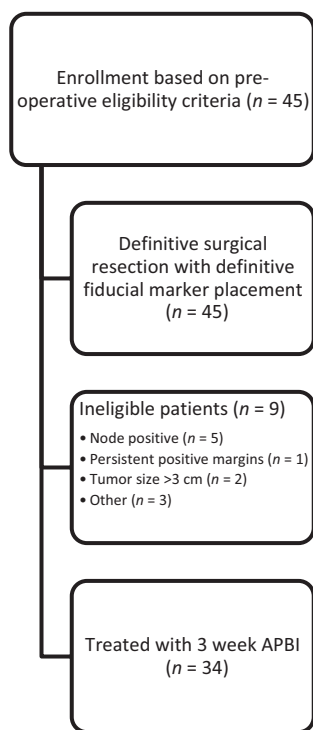 Enrollment based on pre-
operative eligibility criteria (n = 45)
Definitive surgical
resection with definitive
fiducial marker placement
(n = 45)
Ineligible patients (n = 9)
• Node positive (n = 5)
• Persistent positive margins (n = 1)
• Tumor size >3 cm (n = 2)
• Other (n = 3)
Treated with 3 week APBI
(n = 34)